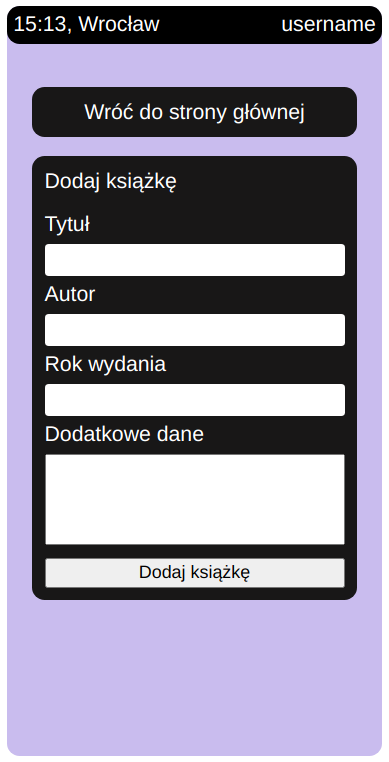 15:13, Wrocław username
Wróć do strony głównej
Dodaj książkę
Tytuł
Autor
Rok wydania
Dodatkowe dane
Dodaj książkę